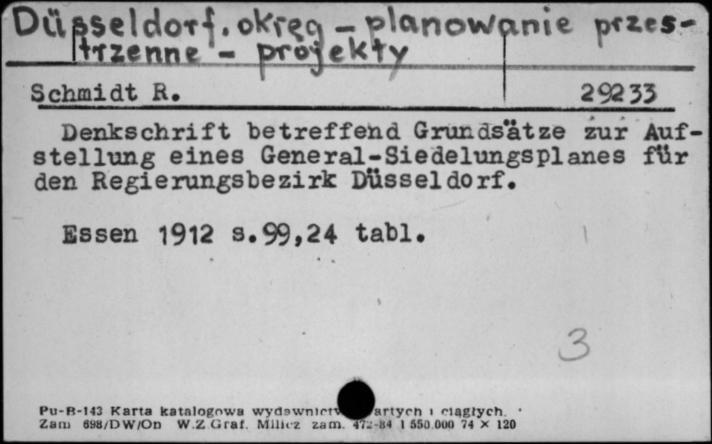 Düsseldorf. okręg – planowanie przes-
trzenne – projekty
Schmidt R. 29233
Denkschrift betreffend Grundsätze zur Auf-
stellung eines General-Siedelungsplanes für
den Regierungsbezirk Düsseldorf.
Essen 1912 s.99,24 tabl.
3
Pu-B-143 Karta katalogowa wydawnictw artych i ciągłych.
Zam 698/DW/On W.Z.Graf. Milicz zam. 472-84 1 550.000 74 × 120